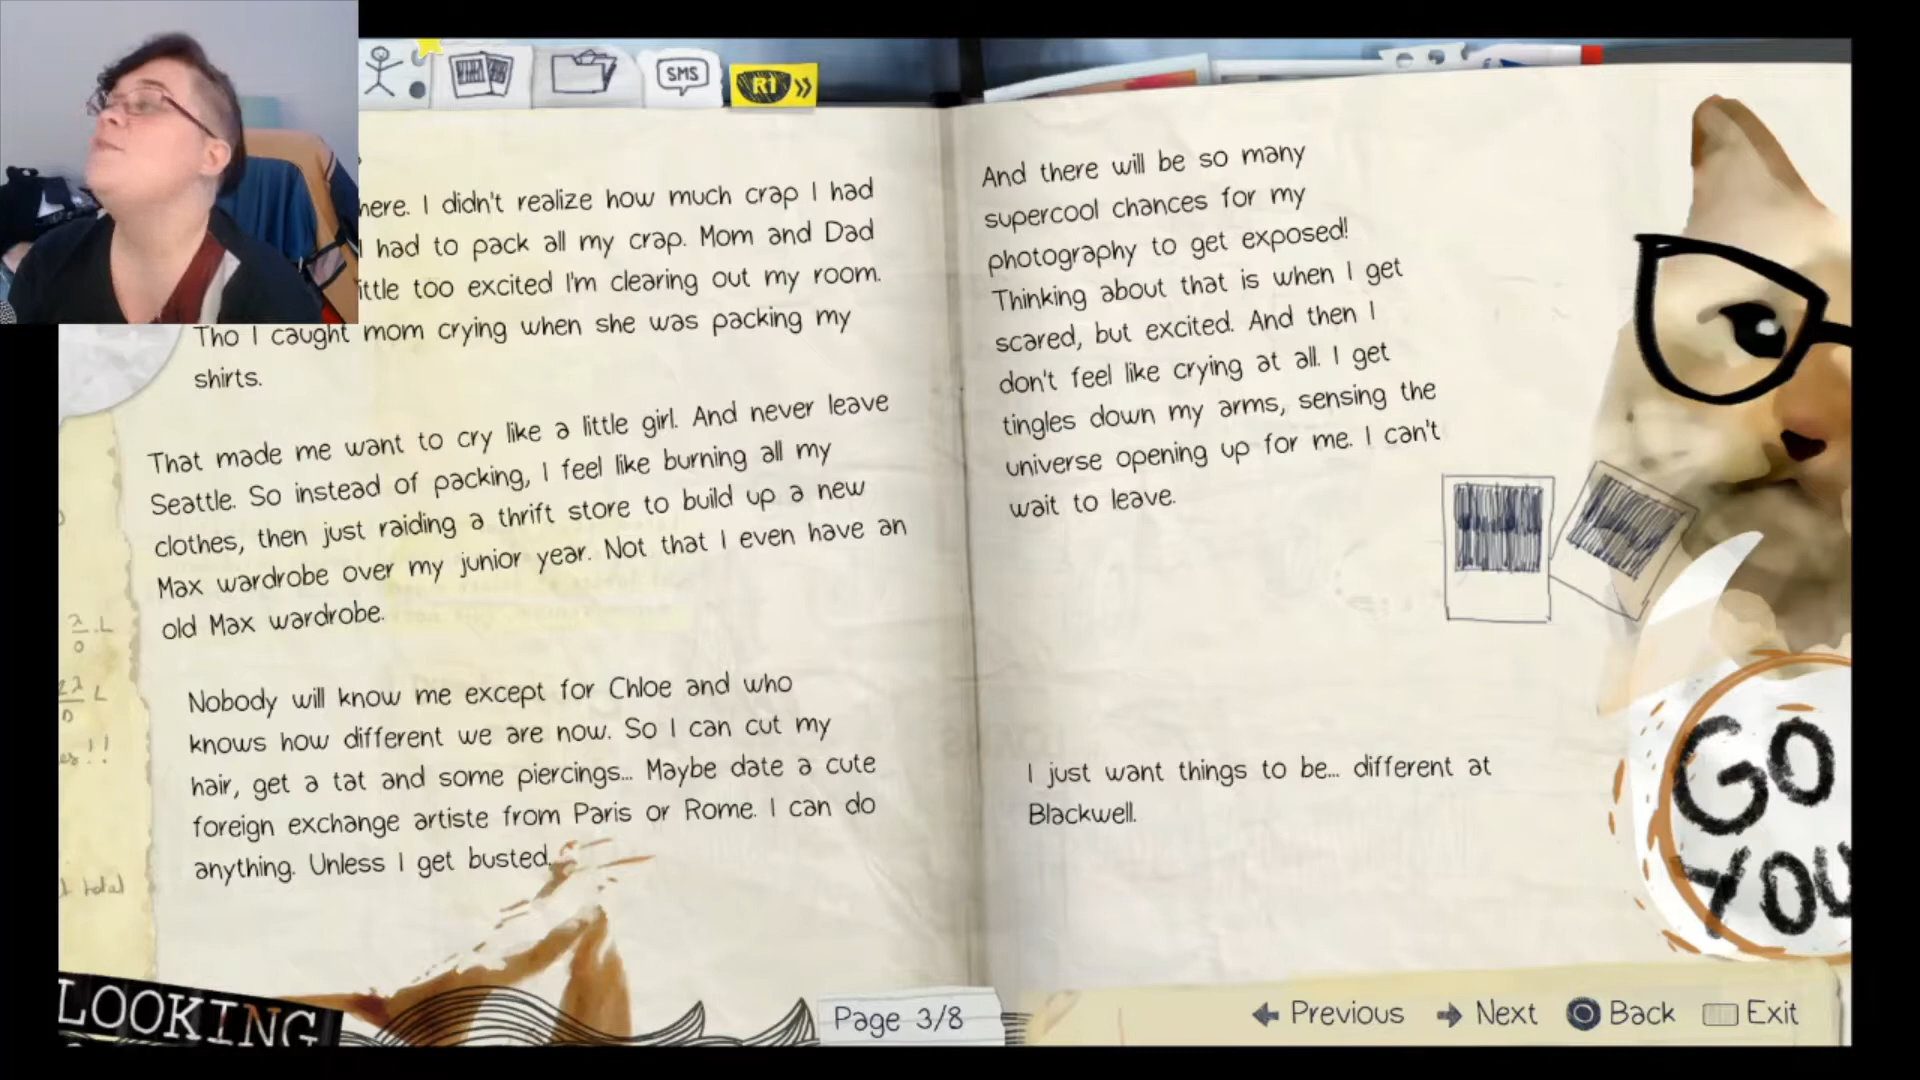 SMS
R1
here. I didn't realize how much crap I had
I had to pack all my crap. Mom and Dad
ittle too excited I'm clearing out my room.
Tho I caught mom crying when she was packing my
shirts.
That made me want to cry like a little girl. And never leave
Seattle. So instead of packing, I feel like burning all my
clothes, then just raiding a thrift store to build up a new
Max wardrobe over my junior year. Not that I even have an
old Max wardrobe.
Nobody will know me except for Chloe and who
knows how different we are now. So I can cut my
hair, get a tat and some piercings... Maybe date a cute
foreign exchange artiste from Paris or Rome. I can do
anything. Unless I get busted.
And there will be so many
supercool chances for my
photography to get exposed!
Thinking about that is when I get
scared, but excited. And then I
don't feel like crying at all. I get
tingles down my arms, sensing the
universe opening up for me. I can't
wait to leave.
I just want things to be... different at
Blackwell.
GO
YOU
LOOKING
Page 3/8
Previous Next Back Exit